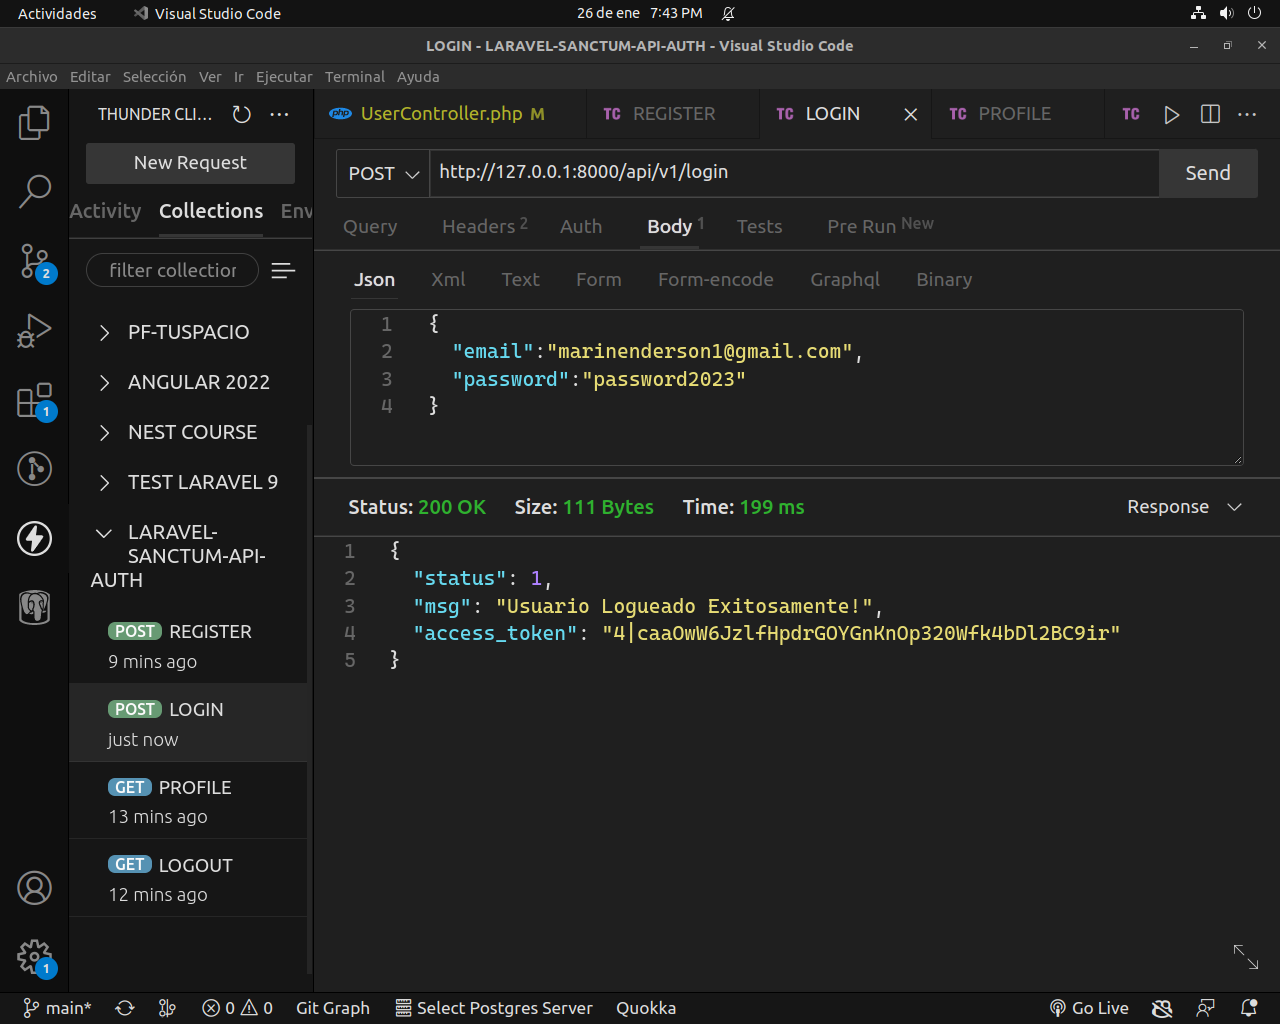 Actividades
Visual Studio Code
26 de ene 7:43 PM
LOGIN - LARAVEL-SANCTUM-API-AUTH - Visual Studio Code
Archivo Editar Selección Ver Ir Ejecutar Terminal Ayuda
THUNDER CLI...
php UserController.php M
TC REGISTER
TC LOGIN
TC PROFILE
TC
New Request
POST http://127.0.0.1:8000/api/v1/login Send
Activity Collections Env
Query Headers 2 Auth Body 1 Tests Pre Run New
filter collection
Json Xml Text Form Form-encode Graphql Binary
1 {
2 "email":"marinenderson1@gmail.com",
3 "password":"password2023"
4 }
PF-TUSPACIO
ANGULAR 2022
NEST COURSE
TEST LARAVEL 9
LARAVEL-
SANCTUM-API-
AUTH
POST REGISTER
9 mins ago
POST LOGIN
just now
GET PROFILE
13 mins ago
GET LOGOUT
12 mins ago
Status: 200 OK Size: 111 Bytes Time: 199 ms Response
1 {
2 "status": 1,
3 "msg": "Usuario Logueado Exitosamente!",
4 "access_token": "4|caaOwW6JzlfHpdrGOYGnKnOp320Wfk4bDl2BC9ir"
5 }
2
1
1
main* 0 0 Git Graph Select Postgres Server Quokka Go Live